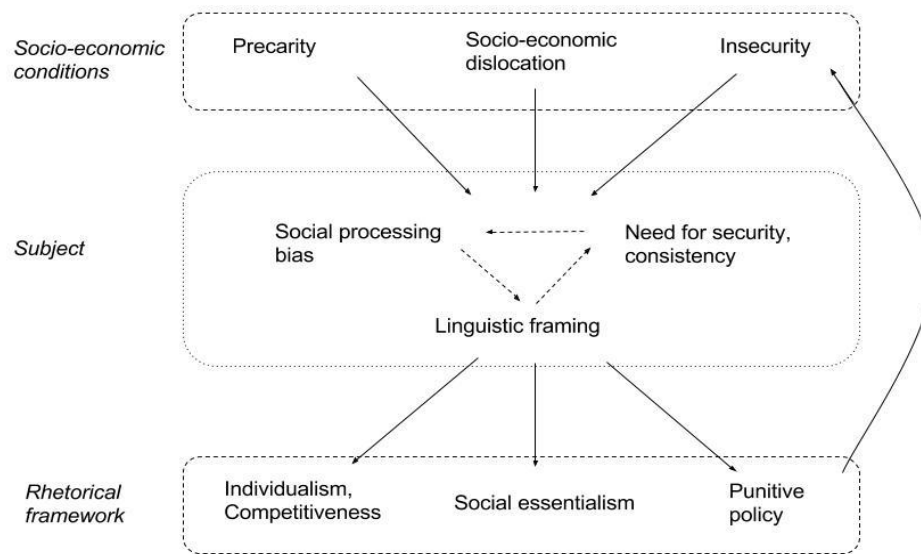 Socio-economic
conditions
Precarity
Socio-economic
dislocation
Insecurity
Subject
Social processing
bias
Need for security,
consistency
Linguistic framing
Rhetorical
framework
Individualism,
Competitiveness
Social essentialism
Punitive
policy